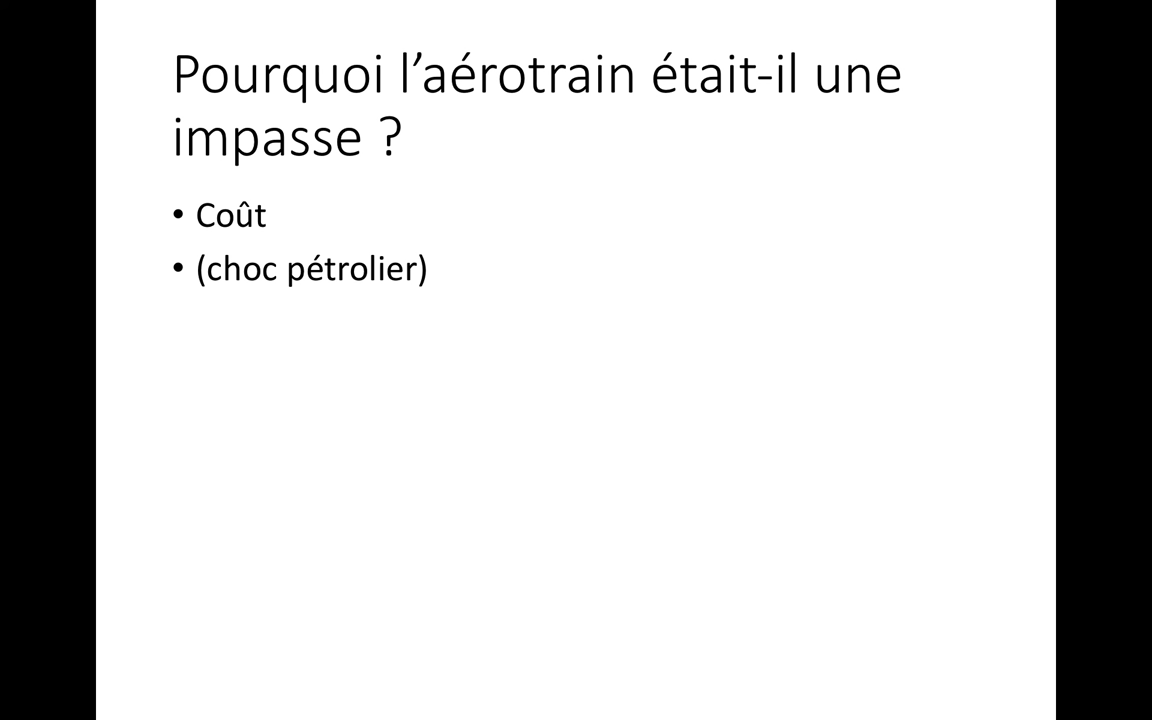 Pourquoi l’aérotrain était-il une
impasse ?
• Coût
• (choc pétrolier)